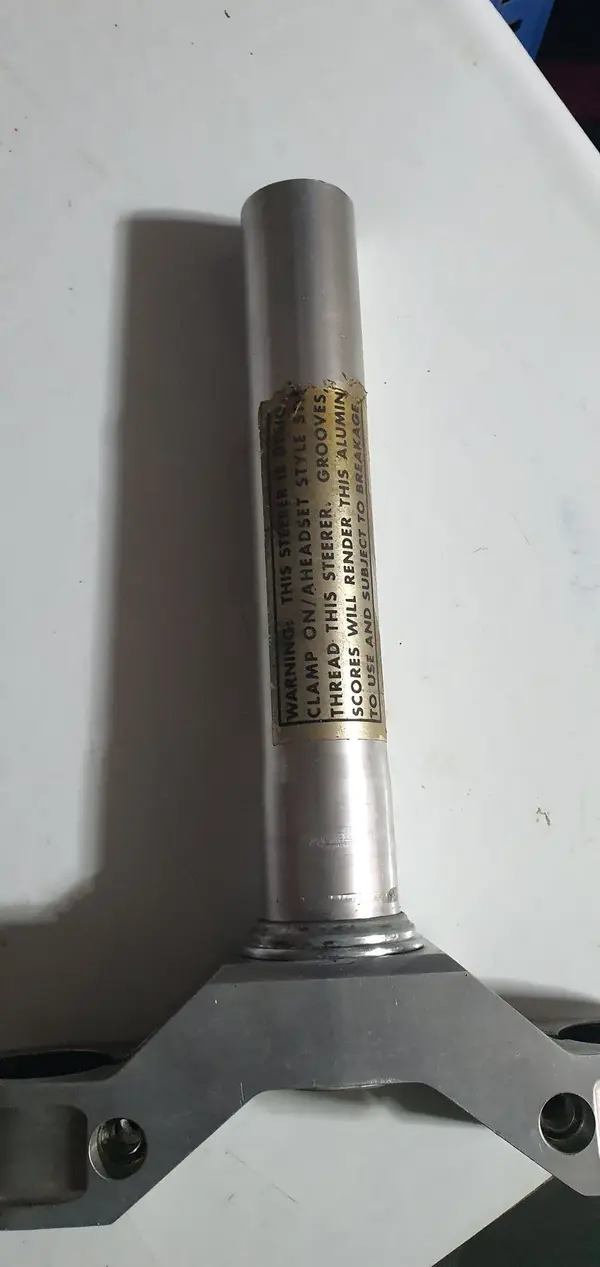 WARNING: THIS STEERER IS
CLAMP ON/AHEADSET STYLE
THREAD THIS STEERER. GROOVES,
SCORES WILL RENDER THIS ALUMIN
TO USE AND SUBJECT TO BREAKAGE.